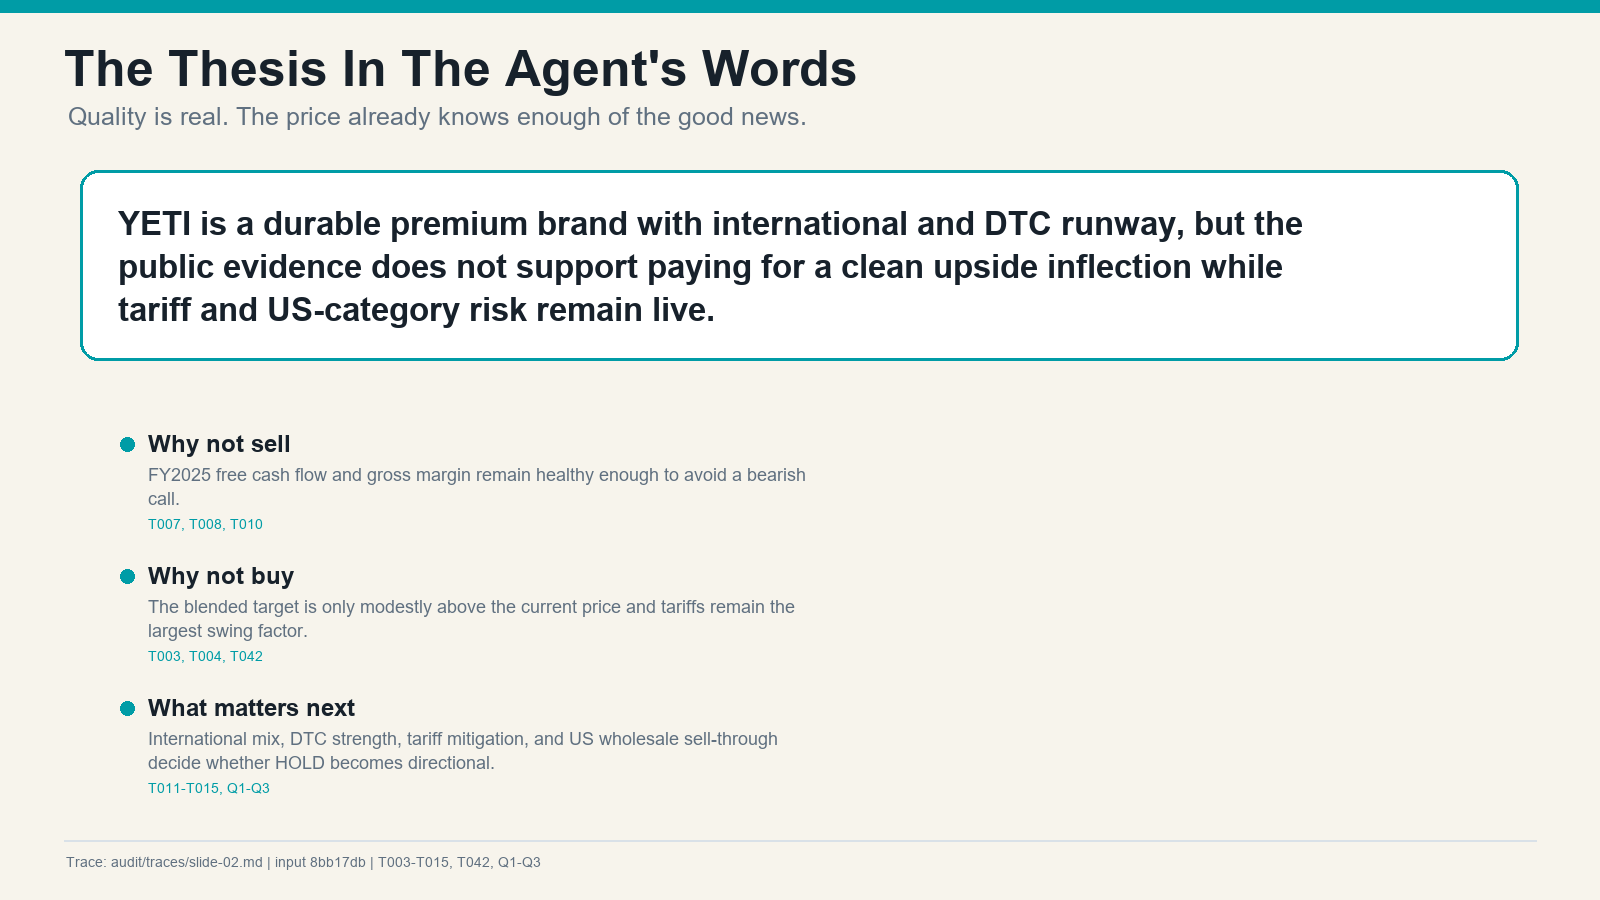 The Thesis In The Agent's Words
Quality is real. The price already knows enough of the good news.
YETI is a durable premium brand with international and DTC runway, but the
public evidence does not support paying for a clean upside inflection while
tariff and US-category risk remain live.
Why not sell
FY2025 free cash flow and gross margin remain healthy enough to avoid a bearish
call.
T007, T008, T010
Why not buy
The blended target is only modestly above the current price and tariffs remain the
largest swing factor.
T003, T004, T042
What matters next
International mix, DTC strength, tariff mitigation, and US wholesale sell-through
decide whether HOLD becomes directional.
T011-T015, Q1-Q3
Trace: audit/traces/slide-02.md | input 8bb17db | T003-T015, T042, Q1-Q3